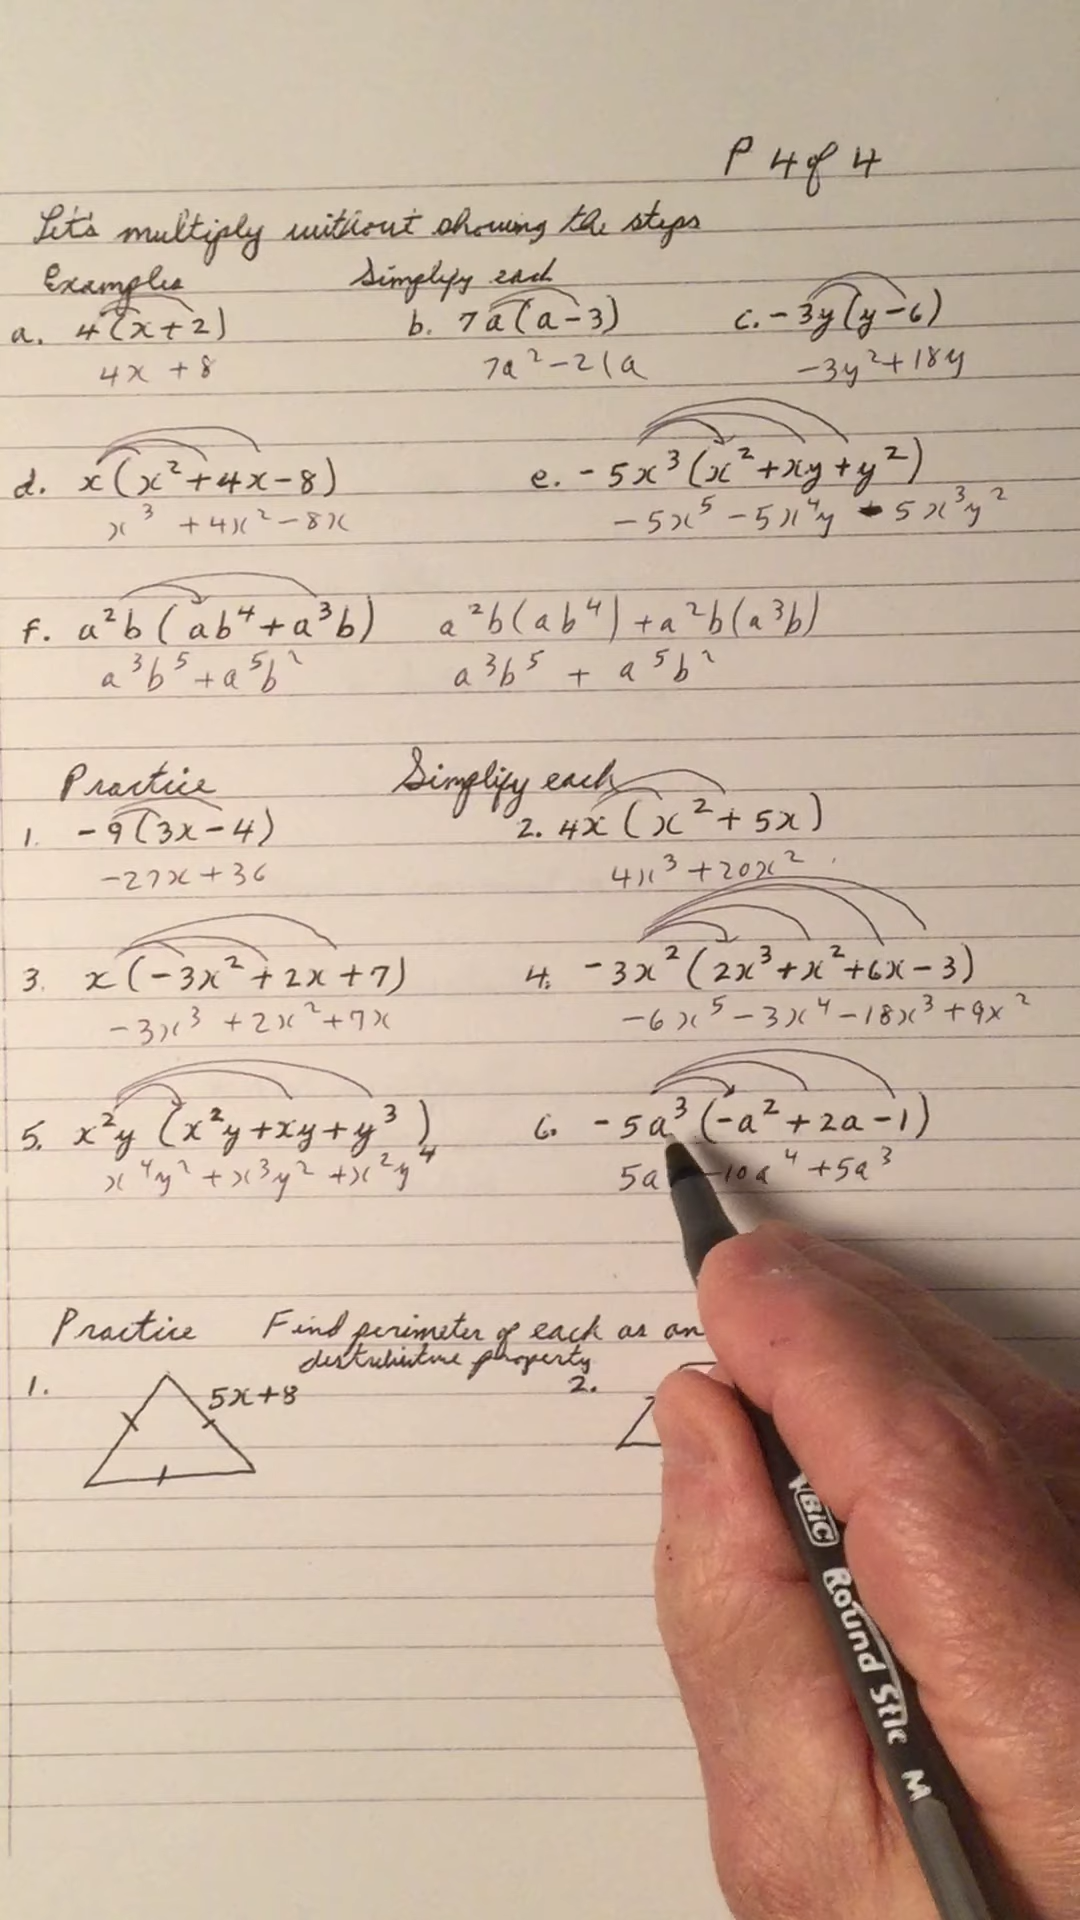 P 4 of 4
Let's multiply without showing the steps
Examples Simplify each
a. 4(x+2) b. 7a(a-3) c. -3y(y-6)
4x + 8 7a² - 21a -3y² + 18y
d. x(x² + 4x - 8) e. -5x³(x² + xy + y²)
x³ + 4x² - 8x -5x⁵ - 5x⁴y - 5x³y²
f. a²b(ab⁴ + a³b) a²b(ab⁴) + a²b(a³b)
a³b⁵ + a⁵b² a³b⁵ + a⁵b²
Practice Simplify each
1. -9(3x - 4) 2. 4x(x² + 5x)
-27x + 36 4x³ + 20x²
3. x(-3x² + 2x + 7) 4. -3x²(2x³ + x² + 6x - 3)
-3x³ + 2x² + 7x -6x⁵ - 3x⁴ - 18x³ + 9x²
5. x²y(x²y + xy + y³) 6. -5a³(-a² + 2a - 1)
x⁴y² + x³y² + x²y⁴ 5a -10a⁴ + 5a³
Practice Find perimeter of each as an
distributive property
1. 5x+8 2.
BIC Round Stic M